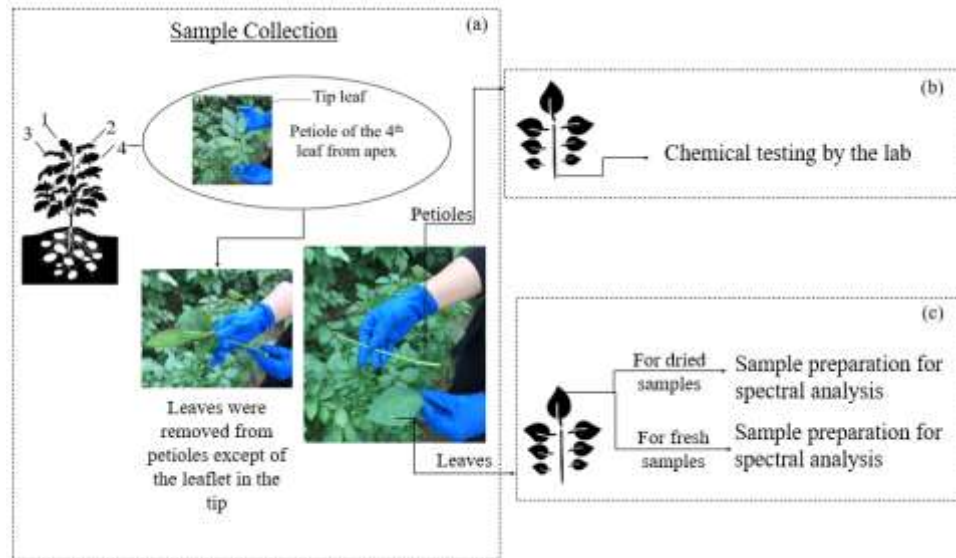 Sample Collection
(a)
1
2
3
4
Tip leaf
Petiole of the 4th
leaf from apex
Petioles
Leaves were
removed from
petioles except of
the leaflet in the
tip
Leaves
(b)
Chemical testing by the lab
(c)
For dried
samples
Sample preparation for
spectral analysis
For fresh
samples
Sample preparation for
spectral analysis